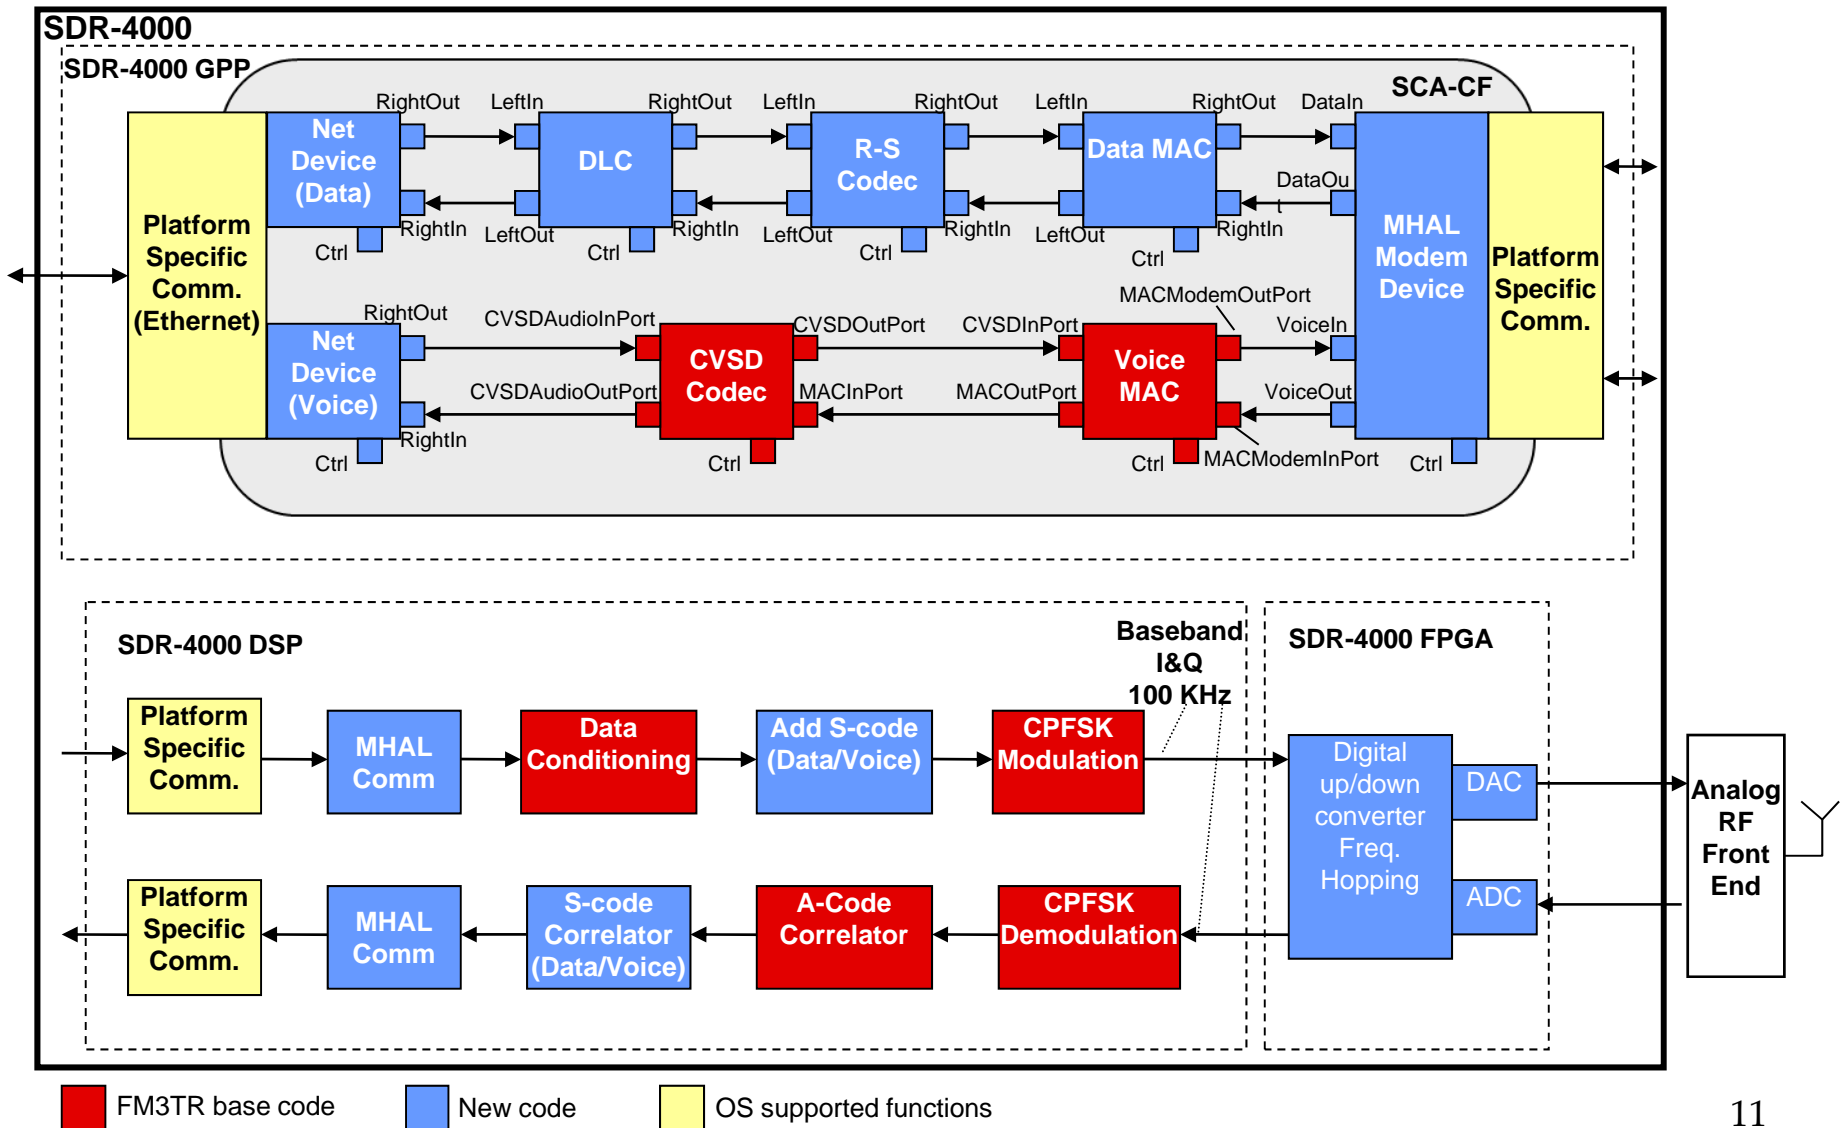 SDR-4000
SDR-4000 GPP
SCA-CF
RightOut
LeftIn
RightOut
LeftIn
RightOut
LeftIn
RightOut
DataIn
Net
Device
(Data)
DLC
R-S
Codec
Data MAC
DataOu
t
RightIn
LeftOut
RightIn
LeftOut
RightIn
LeftOut
RightIn
Ctrl
Ctrl
Ctrl
Ctrl
Platform
Specific
Comm.
(Ethernet)
MHAL
Modem
Device
Platform
Specific
Comm.
RightOut
CVSDAudioInPort
CVSDOutPort
CVSDInPort
MACModemOutPort
VoiceIn
Net
Device
(Voice)
CVSD
Codec
Voice
MAC
CVSDAudioOutPort
MACInPort
MACOutPort
VoiceOut
RightIn
MACModemInPort
Ctrl
Ctrl
Ctrl
Ctrl
SDR-4000 DSP
Baseband
I&Q
100 KHz
SDR-4000 FPGA
Platform
Specific
Comm.
MHAL
Comm
Data
Conditioning
Add S-code
(Data/Voice)
CPFSK
Modulation
Digital
up/down
converter
Freq.
Hopping
DAC
ADC
Analog
RF
Front
End
Platform
Specific
Comm.
MHAL
Comm
S-code
Correlator
(Data/Voice)
A-Code
Correlator
CPFSK
Demodulation
FM3TR base code
New code
OS supported functions
11